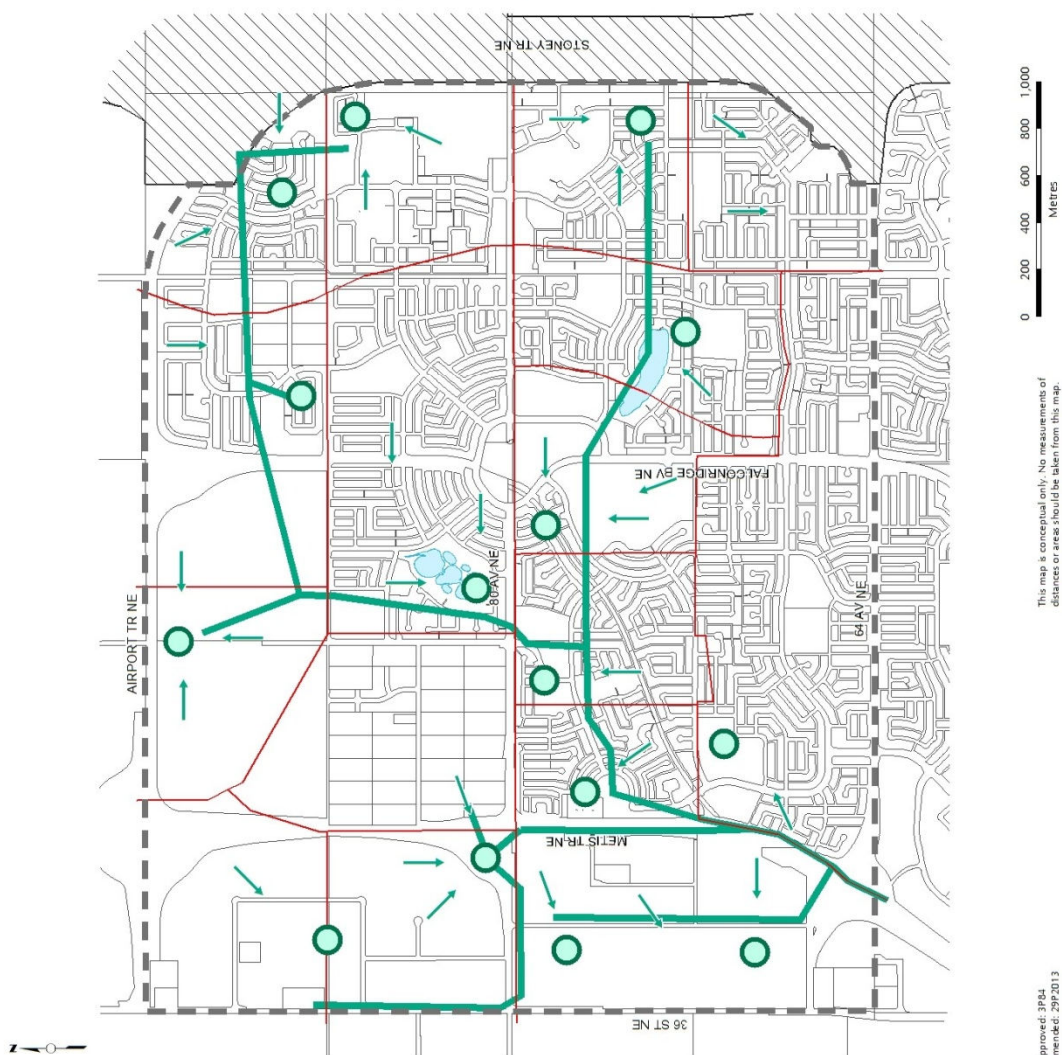 STONEY TR NE
1,000
800
600
400
200
0
Metres
This map is conceptual only. No measurements of
distances or areas should be taken from this map.
FALCONRIDGE BV NE
80 AV NE
64 AV NE
AIRPORT TR NE
METIS TR NE
36 ST NE
N
pproved: 3P84
mended: 29P2013